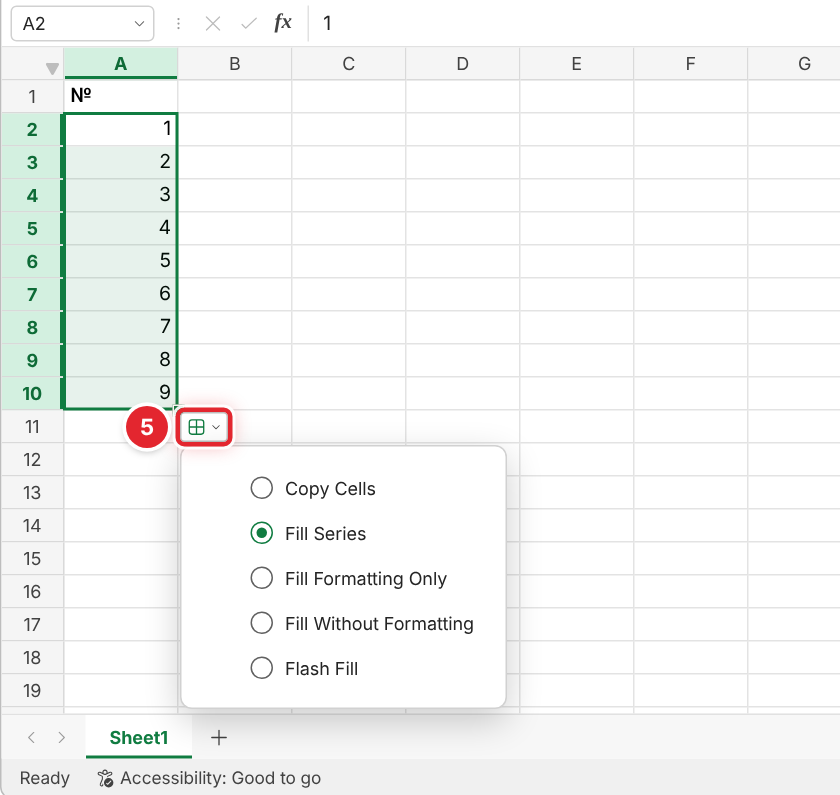 A2 fx 1
A B C D E F G
1 №
2 1
3 2
4 3
5 4
6 5
7 6
8 7
9 8
10 9
11 5
12
13 Copy Cells
14 Fill Series
15 Fill Formatting Only
16
17 Fill Without Formatting
18 Flash Fill
19
Sheet1
Ready Accessibility: Good to go